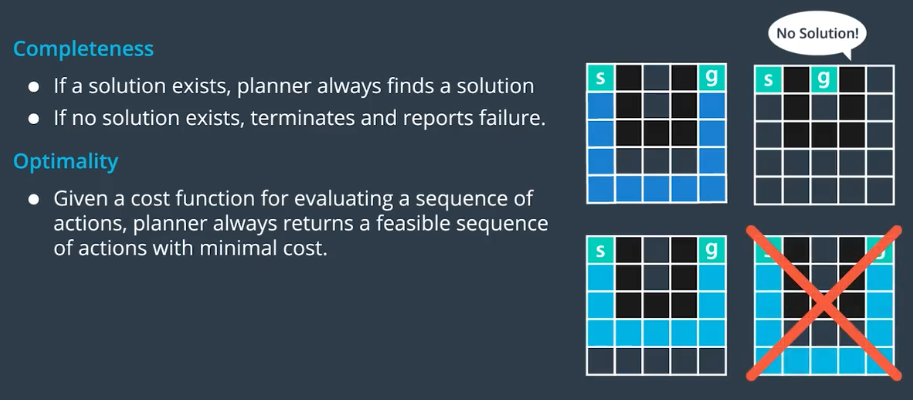 Completeness
● If a solution exists, planner always finds a solution
● If no solution exists, terminates and reports failure.
Optimality
● Given a cost function for evaluating a sequence of
actions, planner always returns a feasible sequence
of actions with minimal cost.
No Solution!
s g
s g
s g